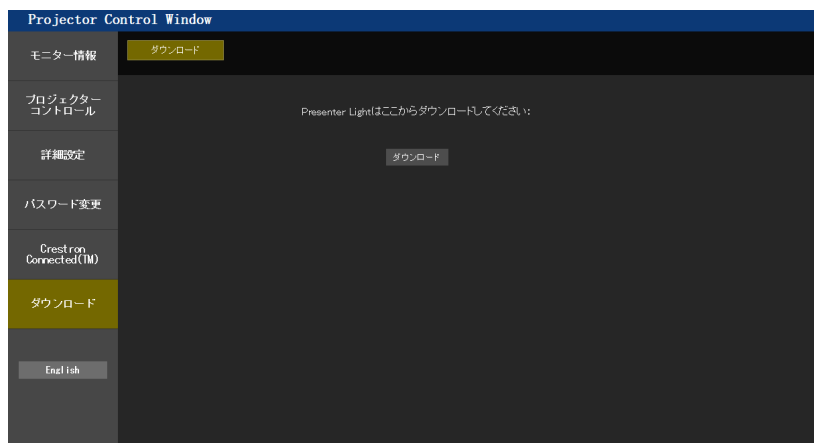 Projector Control Window
モニター情報
ダウンロード
プロジェクター
コントロール
Presenter Lightはここからダウンロードしてください:
詳細設定
ダウンロード
パスワード変更
Crestron
Connected(TM)
ダウンロード
English